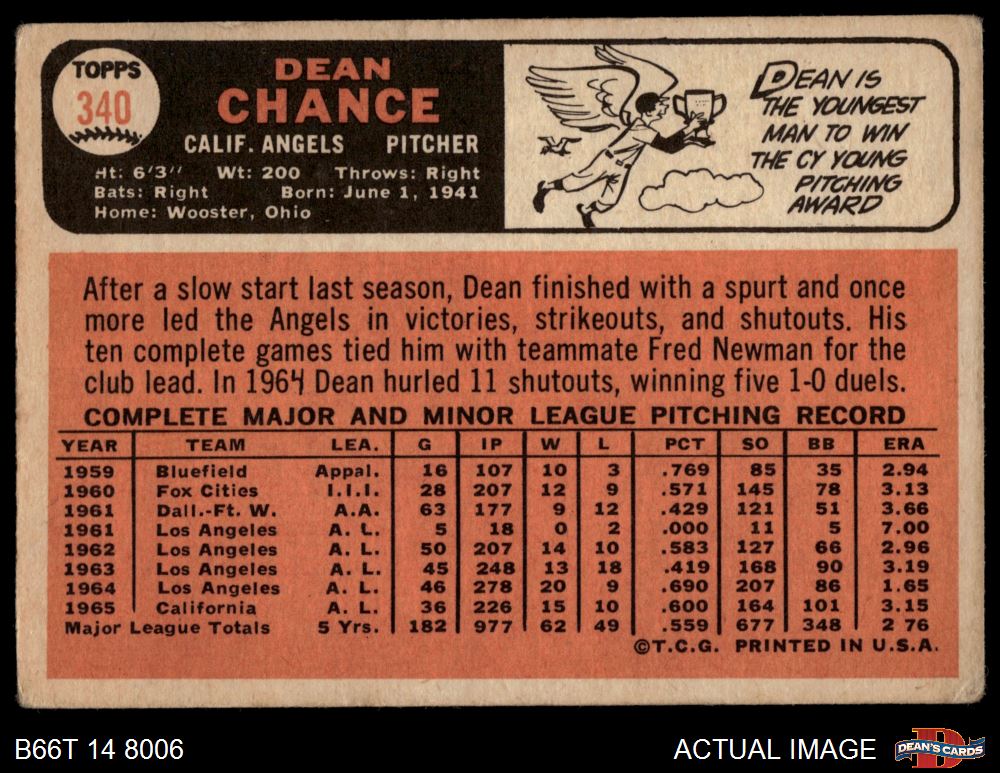 TOPPS
340
DEAN
CHANCE
CALIF. ANGELS PITCHER
Ht: 6'3" Wt: 200 Throws: Right
Bats: Right Born: June 1, 1941
Home: Wooster, Ohio
DEAN IS
THE YOUNGEST
MAN TO WIN
THE CY YOUNG
PITCHING
AWARD
After a slow start last season, Dean finished with a spurt and once
more led the Angels in victories, strikeouts, and shutouts. His
ten complete games tied him with teammate Fred Newman for the
club lead. In 1964 Dean hurled 11 shutouts, winning five 1-0 duels.
COMPLETE MAJOR AND MINOR LEAGUE PITCHING RECORD
YEAR TEAM LEA. G IP W L PCT SO BB ERA
1959 Bluefield Appal. 16 107 10 3 .769 85 35 2.94
1960 Fox Cities I.I.I. 28 207 12 9 .571 145 78 3.13
1961 Dall.-Ft. W. A.A. 63 177 9 12 .429 121 51 3.66
1961 Los Angeles A. L. 5 18 0 2 .000 11 5 7.00
1962 Los Angeles A. L. 50 207 14 10 .583 127 66 2.96
1963 Los Angeles A. L. 45 248 13 18 .419 168 90 3.19
1964 Los Angeles A. L. 46 278 20 9 .690 207 86 1.65
1965 California A. L. 36 226 15 10 .600 164 101 3.15
Major League Totals 5 Yrs. 182 977 62 49 .559 677 348 2 76
©T.C.G. PRINTED IN U.S.A.
B66T 14 8006 ACTUAL IMAGE DEAN'S CARDS